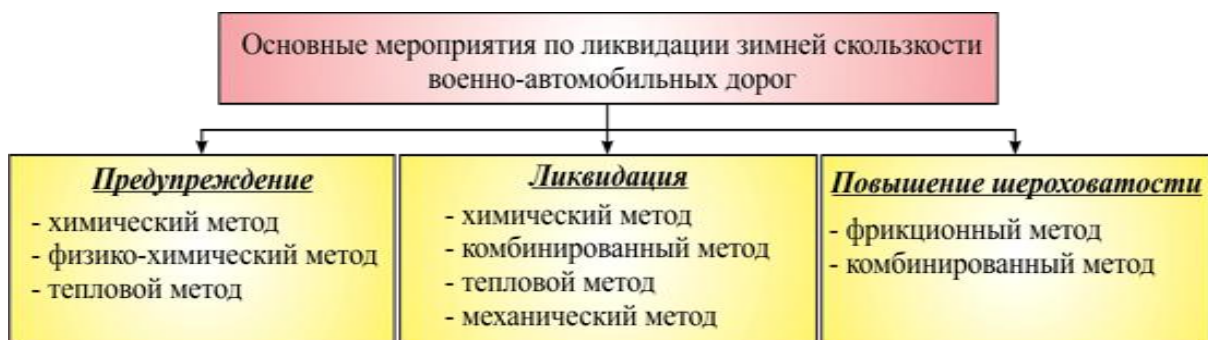 Основные мероприятия по ликвидации зимней скользкости
военно-автомобильных дорог
Предупреждение
- химический метод
- физико-химический метод
- тепловой метод
Ликвидация
- химический метод
- комбинированный метод
- тепловой метод
- механический метод
Повышение шероховатости
- фрикционный метод
- комбинированный метод